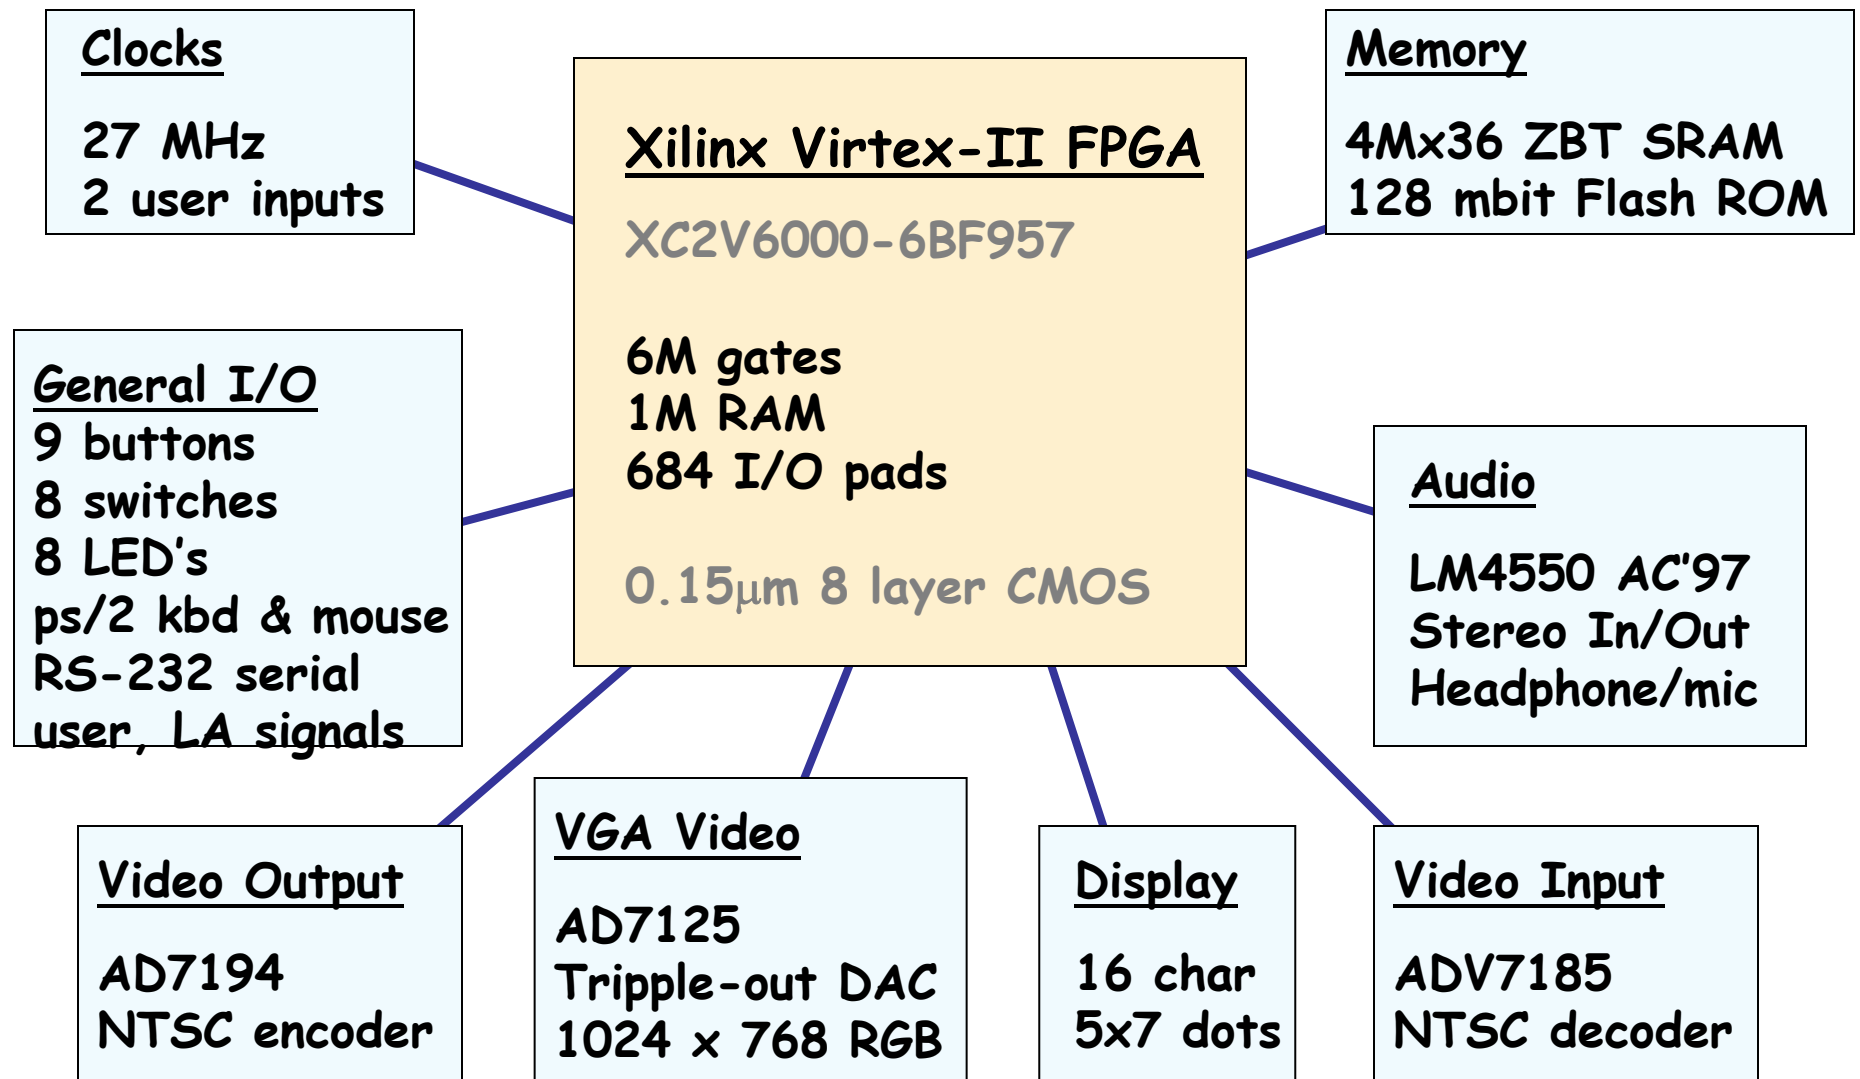 Clocks
27 MHz
2 user inputs
Xilinx Virtex-II FPGA
XC2V6000-6BF957
6M gates
1M RAM
684 I/O pads
0.15μm 8 layer CMOS
Memory
4Mx36 ZBT SRAM
128 mbit Flash ROM
General I/O
9 buttons
8 switches
8 LED’s
ps/2 kbd & mouse
RS-232 serial
user, LA signals
Audio
LM4550 AC’97
Stereo In/Out
Headphone/mic
Video Output
AD7194
NTSC encoder
VGA Video
AD7125
Tripple-out DAC
1024 x 768 RGB
Display
16 char
5x7 dots
Video Input
ADV7185
NTSC decoder